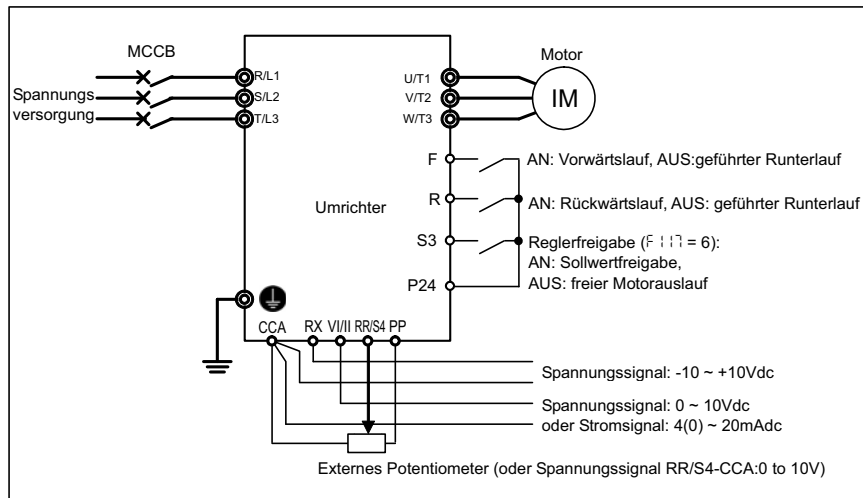 MCCB
Motor
R/L1
U/T1
Spannungs
S/L2
V/T2
IM
versorgung
T/L3
W/T3
F
AN: Vorwärtslauf, AUS:geführter Runterlauf
R
AN: Rückwärtslauf, AUS: geführter Runterlauf
Umrichter
S3
Reglerfreigabe (F117 = 6):
AN: Sollwertfreigabe,
P24
AUS: freier Motorauslauf
CCA RX VI/II RR/S4 PP
Spannungssignal: -10 ~ +10Vdc
Spannungssignal: 0 ~ 10Vdc
oder Stromsignal: 4(0) ~ 20mAdc
Externes Potentiometer (oder Spannungssignal RR/S4-CCA:0 to 10V)